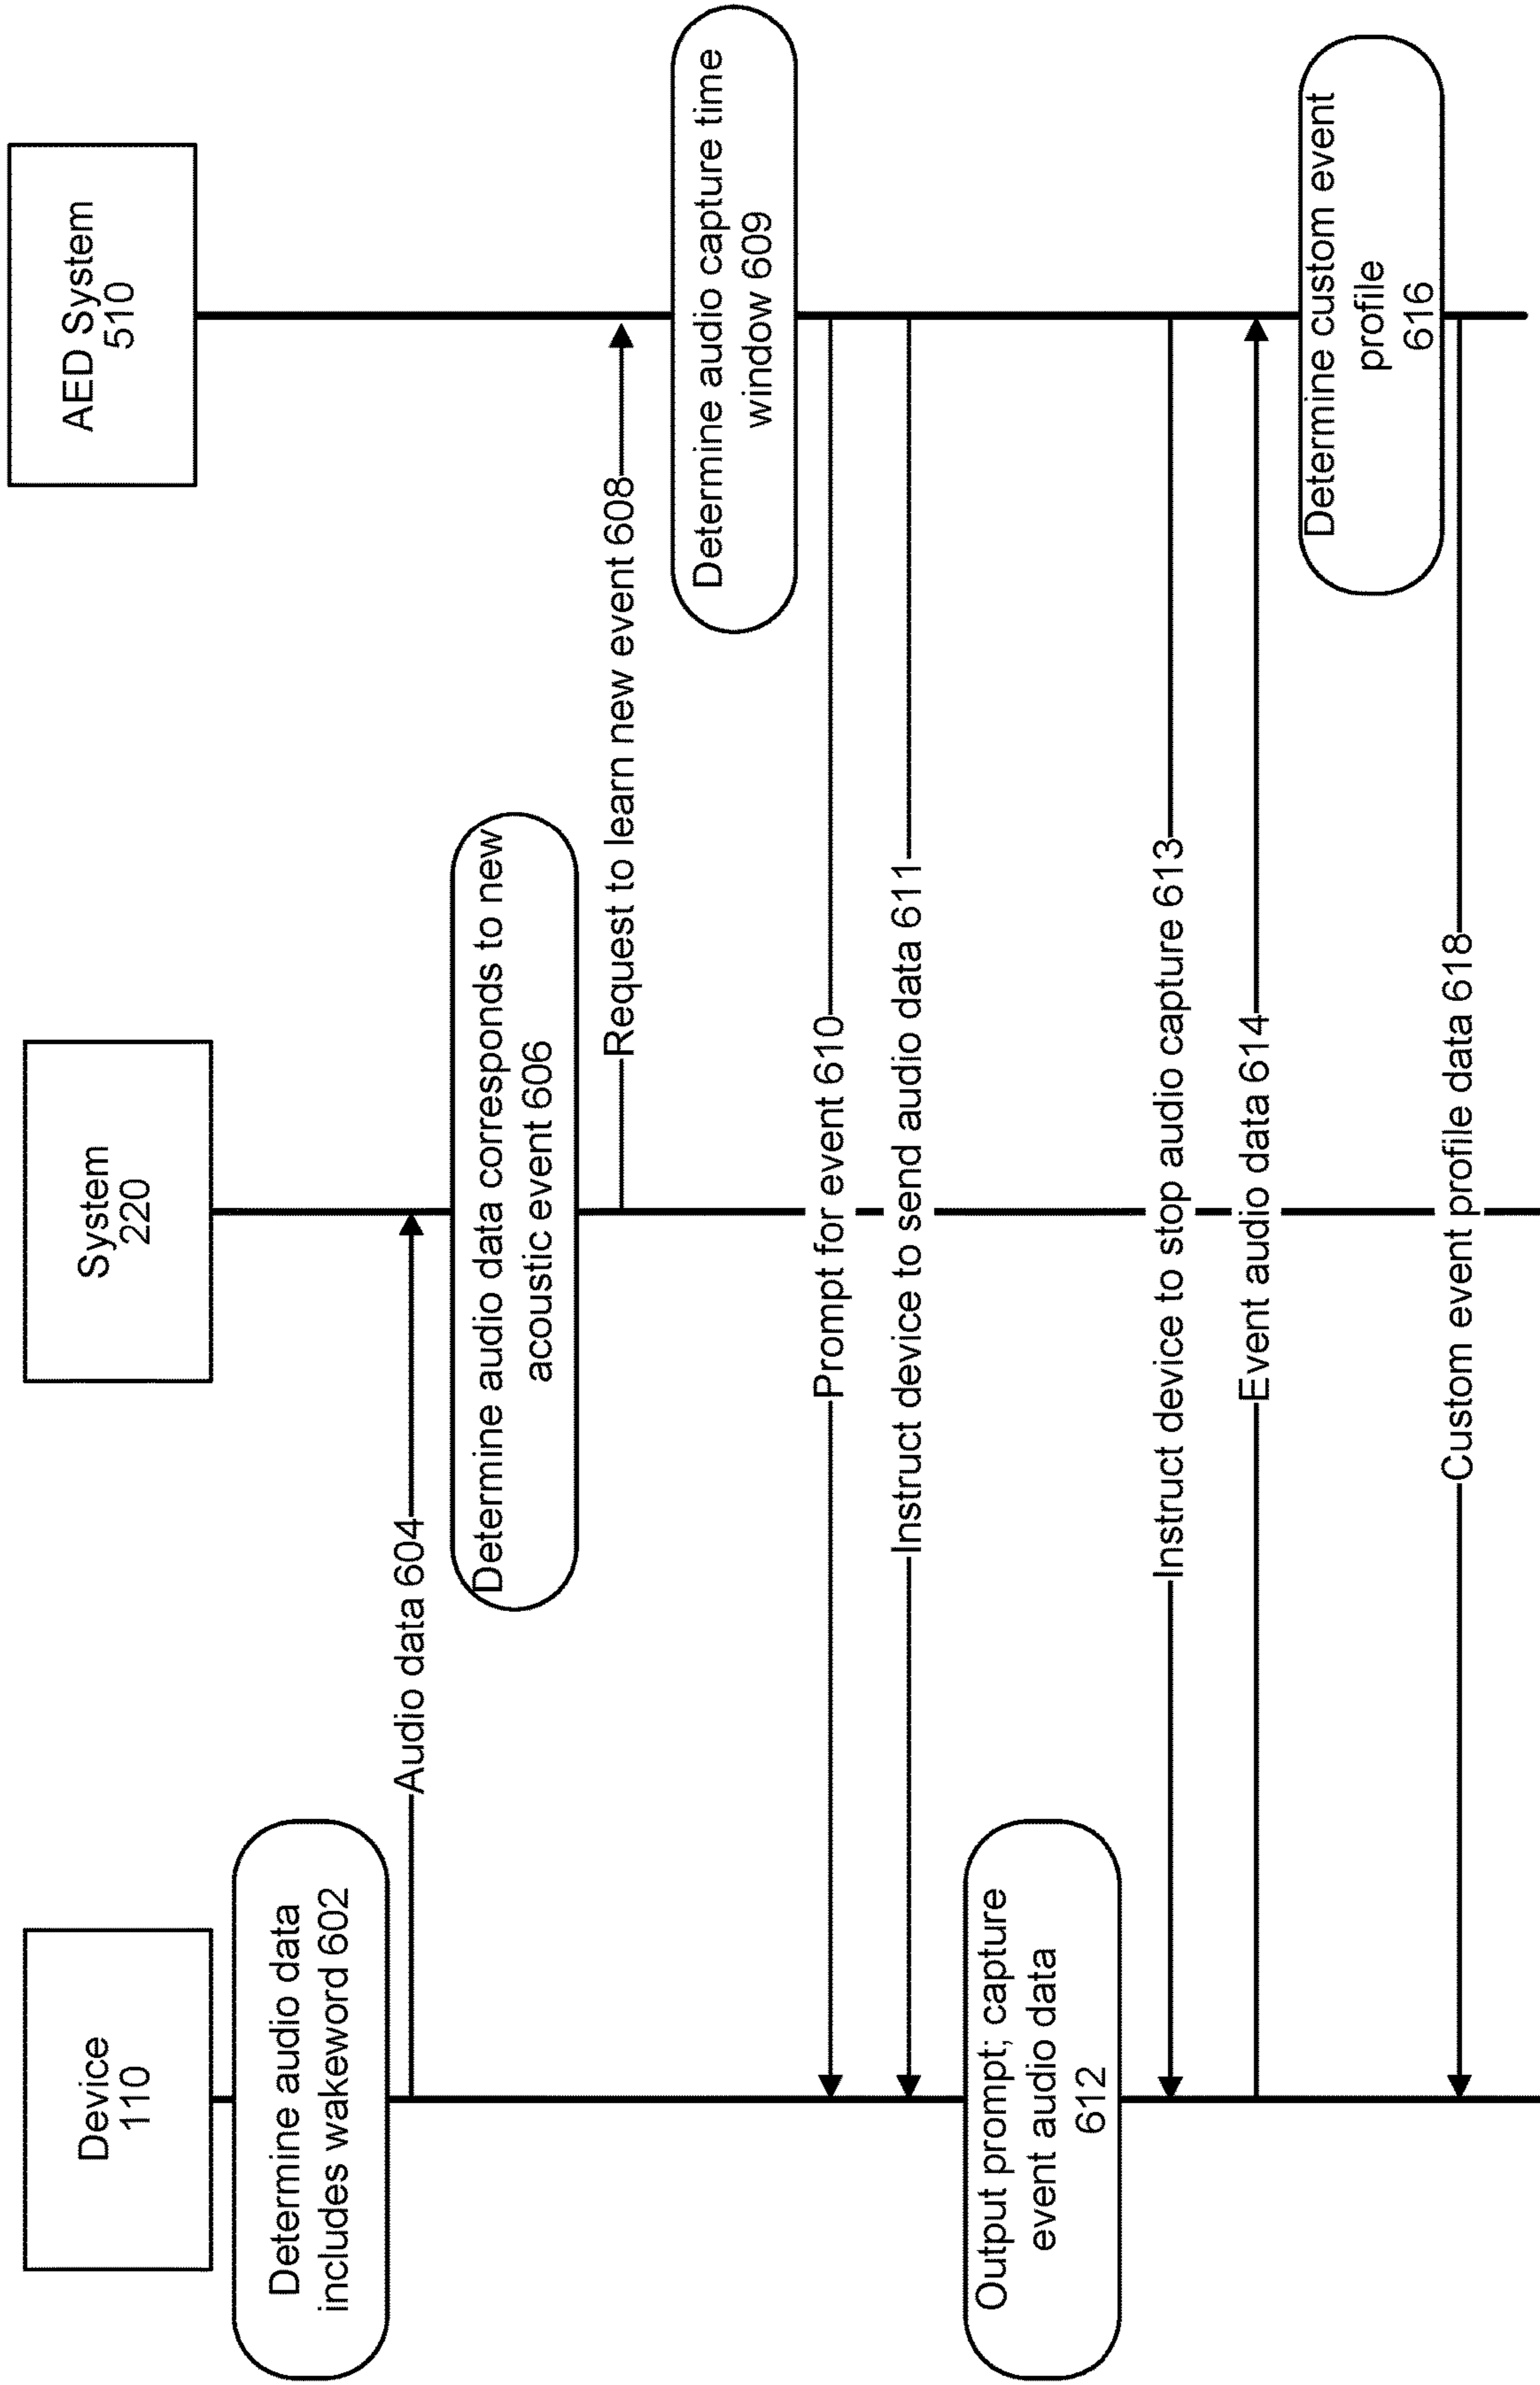 Device
110
System
220
AED System
510
Determine audio data
includes wakeword 602
Audio data 604
Determine audio data corresponds to new
acoustic event 606
Request to learn new event 608
Determine audio capture time
window 609
Prompt for event 610
Instruct device to send audio data 611
Output prompt; capture
event audio data
612
Instruct device to stop audio capture 613
Event audio data 614
Determine custom event
profile
616
Custom event profile data 618